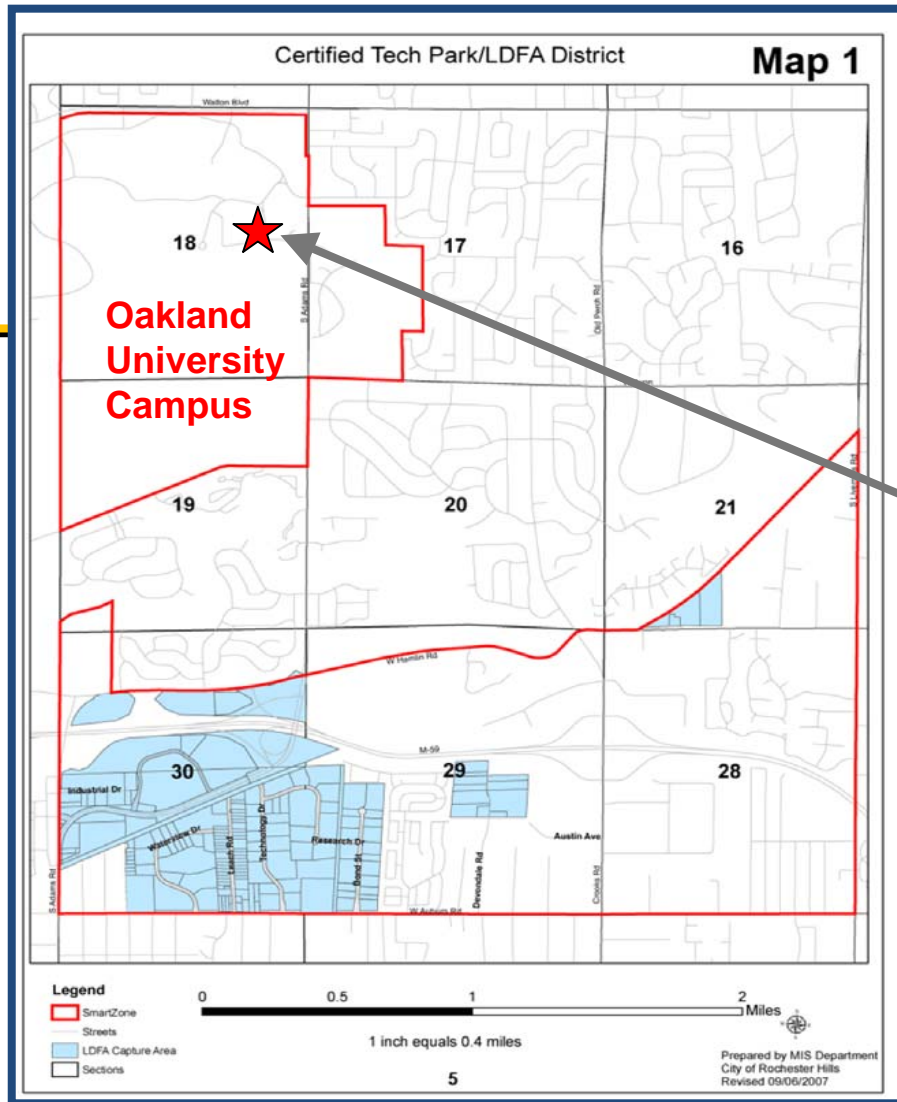 Certified Tech Park/LDFA District
Map 1
Walton Blvd
18
17
16
S Adams Rd
Old Perch Rd
Oakland
University
Campus
19
20
21
S Livernois Rd
W Hamlin Rd
M-59
30
29
28
Industrial Dr
Waterview Dr
Leach Rd
Technology Dr
Research Dr
Bond St
Devondale Rd
Austin Ave
Crooks Rd
S Adams Rd
W Auburn Rd
Legend
SmartZone
Streets
LDFA Capture Area
Sections
0 0.5 1 2
Miles
1 inch equals 0.4 miles
5
Prepared by MIS Department
City of Rochester Hills
Revised 09/06/2007